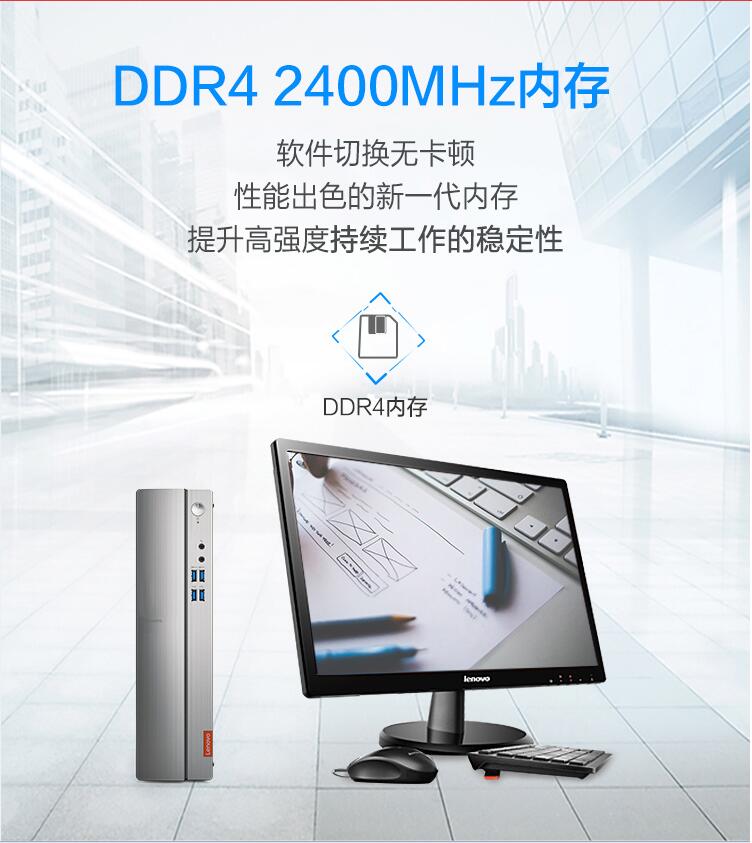 DDR4 2400MHz内存
软件切换无卡顿
性能出色的新一代内存
提升高强度持续工作的稳定性
DDR4内存
lenovo
Lenovo